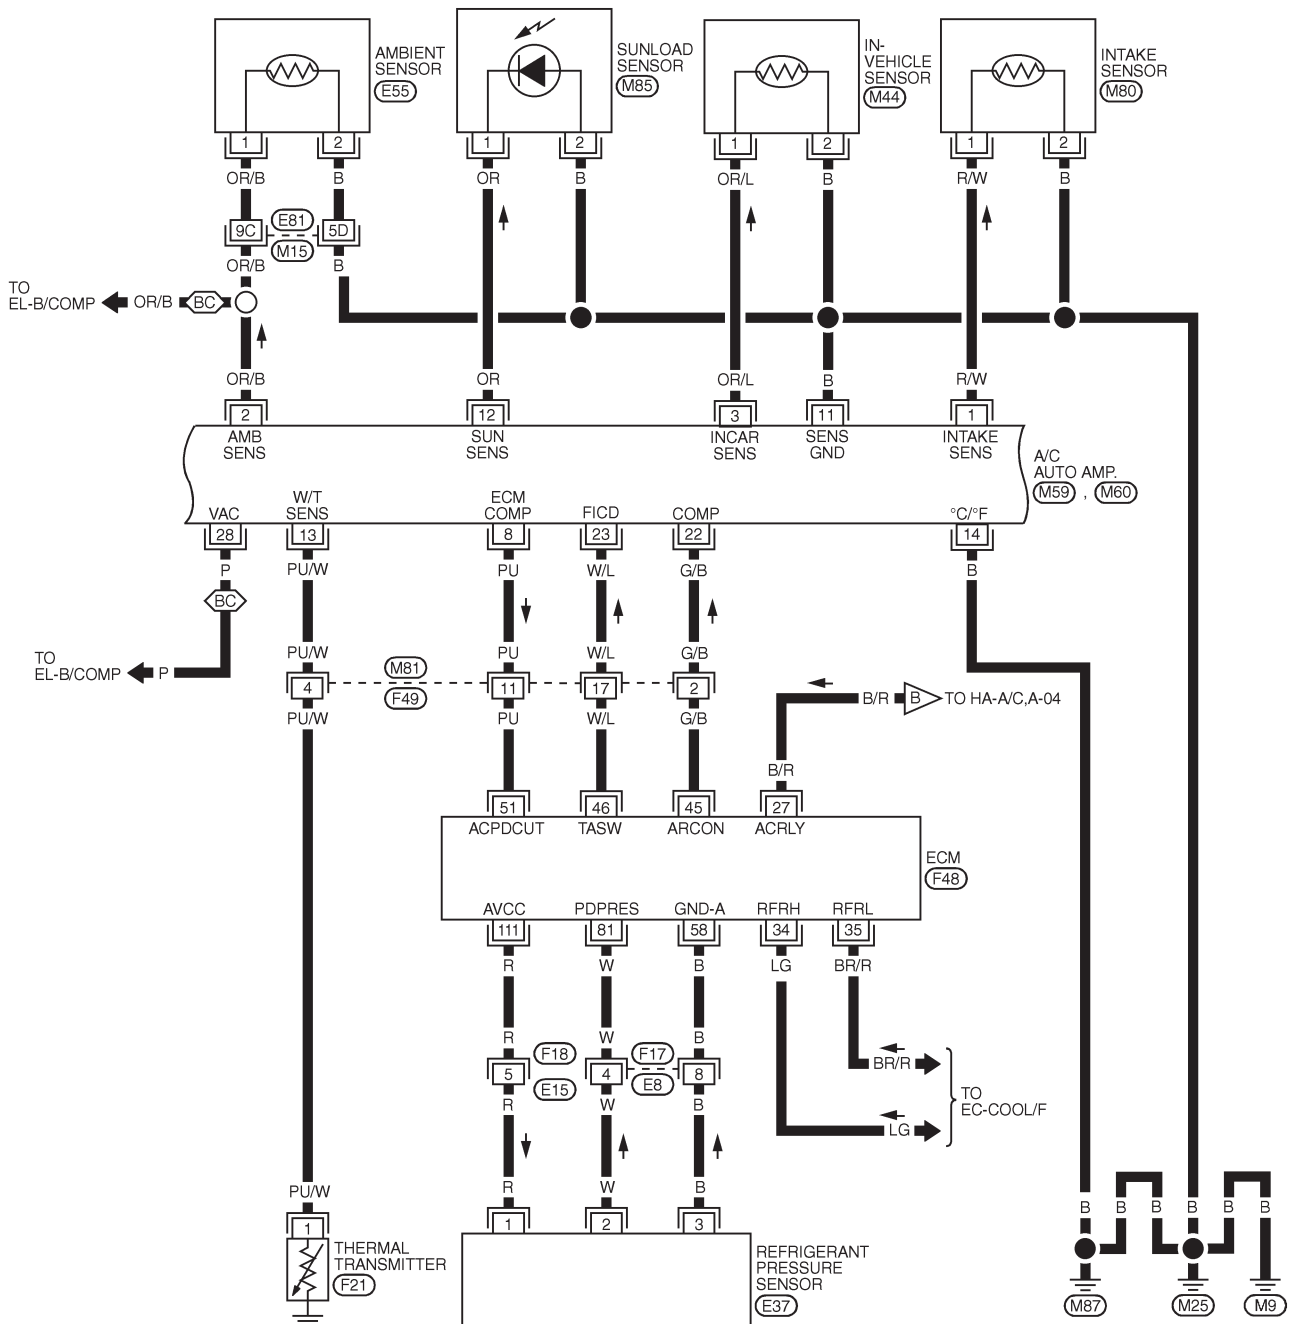 AMBIENT
SENSOR
E55
SUNLOAD
SENSOR
M85
IN-
VEHICLE
SENSOR
M44
INTAKE
SENSOR
M80
1 2 1 2 1 2 1 2
OR/B B OR B OR/L B R/W B
9C E81 5D
M15
OR/B B
TO
EL-B/COMP OR/B BC
OR/B OR OR/L B R/W
2 12 3 11 1
AMB
SENS
SUN
SENS
INCAR
SENS
SENS
GND
INTAKE
SENS
A/C
AUTO AMP.
M59 , M60
VAC
W/T
SENS
ECM
COMP
FICD
COMP
°C/°F
28 13 8 23 22 14
P PU/W PU W/L G/B B
BC
TO
EL-B/COMP P
PU/W PU W/L G/B
M81
4 11 17 2
F49
PU/W PU W/L G/B
B/R B TO HA-A/C,A-04
B/R
51 46 45 27
ACPDCUT TASW ARCON ACRLY
ECM
F48
AVCC PDPRES GND-A RFRH RFRL
111 81 58 34 35
R W B LG BR/R
R W B
F18 F17
5 4 8
E15 E8
R W B
BR/R
LG
TO
EC-COOL/F
R W B
PU/W
1 1 2 3
THERMAL
TRANSMITTER
F21
REFRIGERANT
PRESSURE
SENSOR
E37
B B B B B B
M87 M25 M9